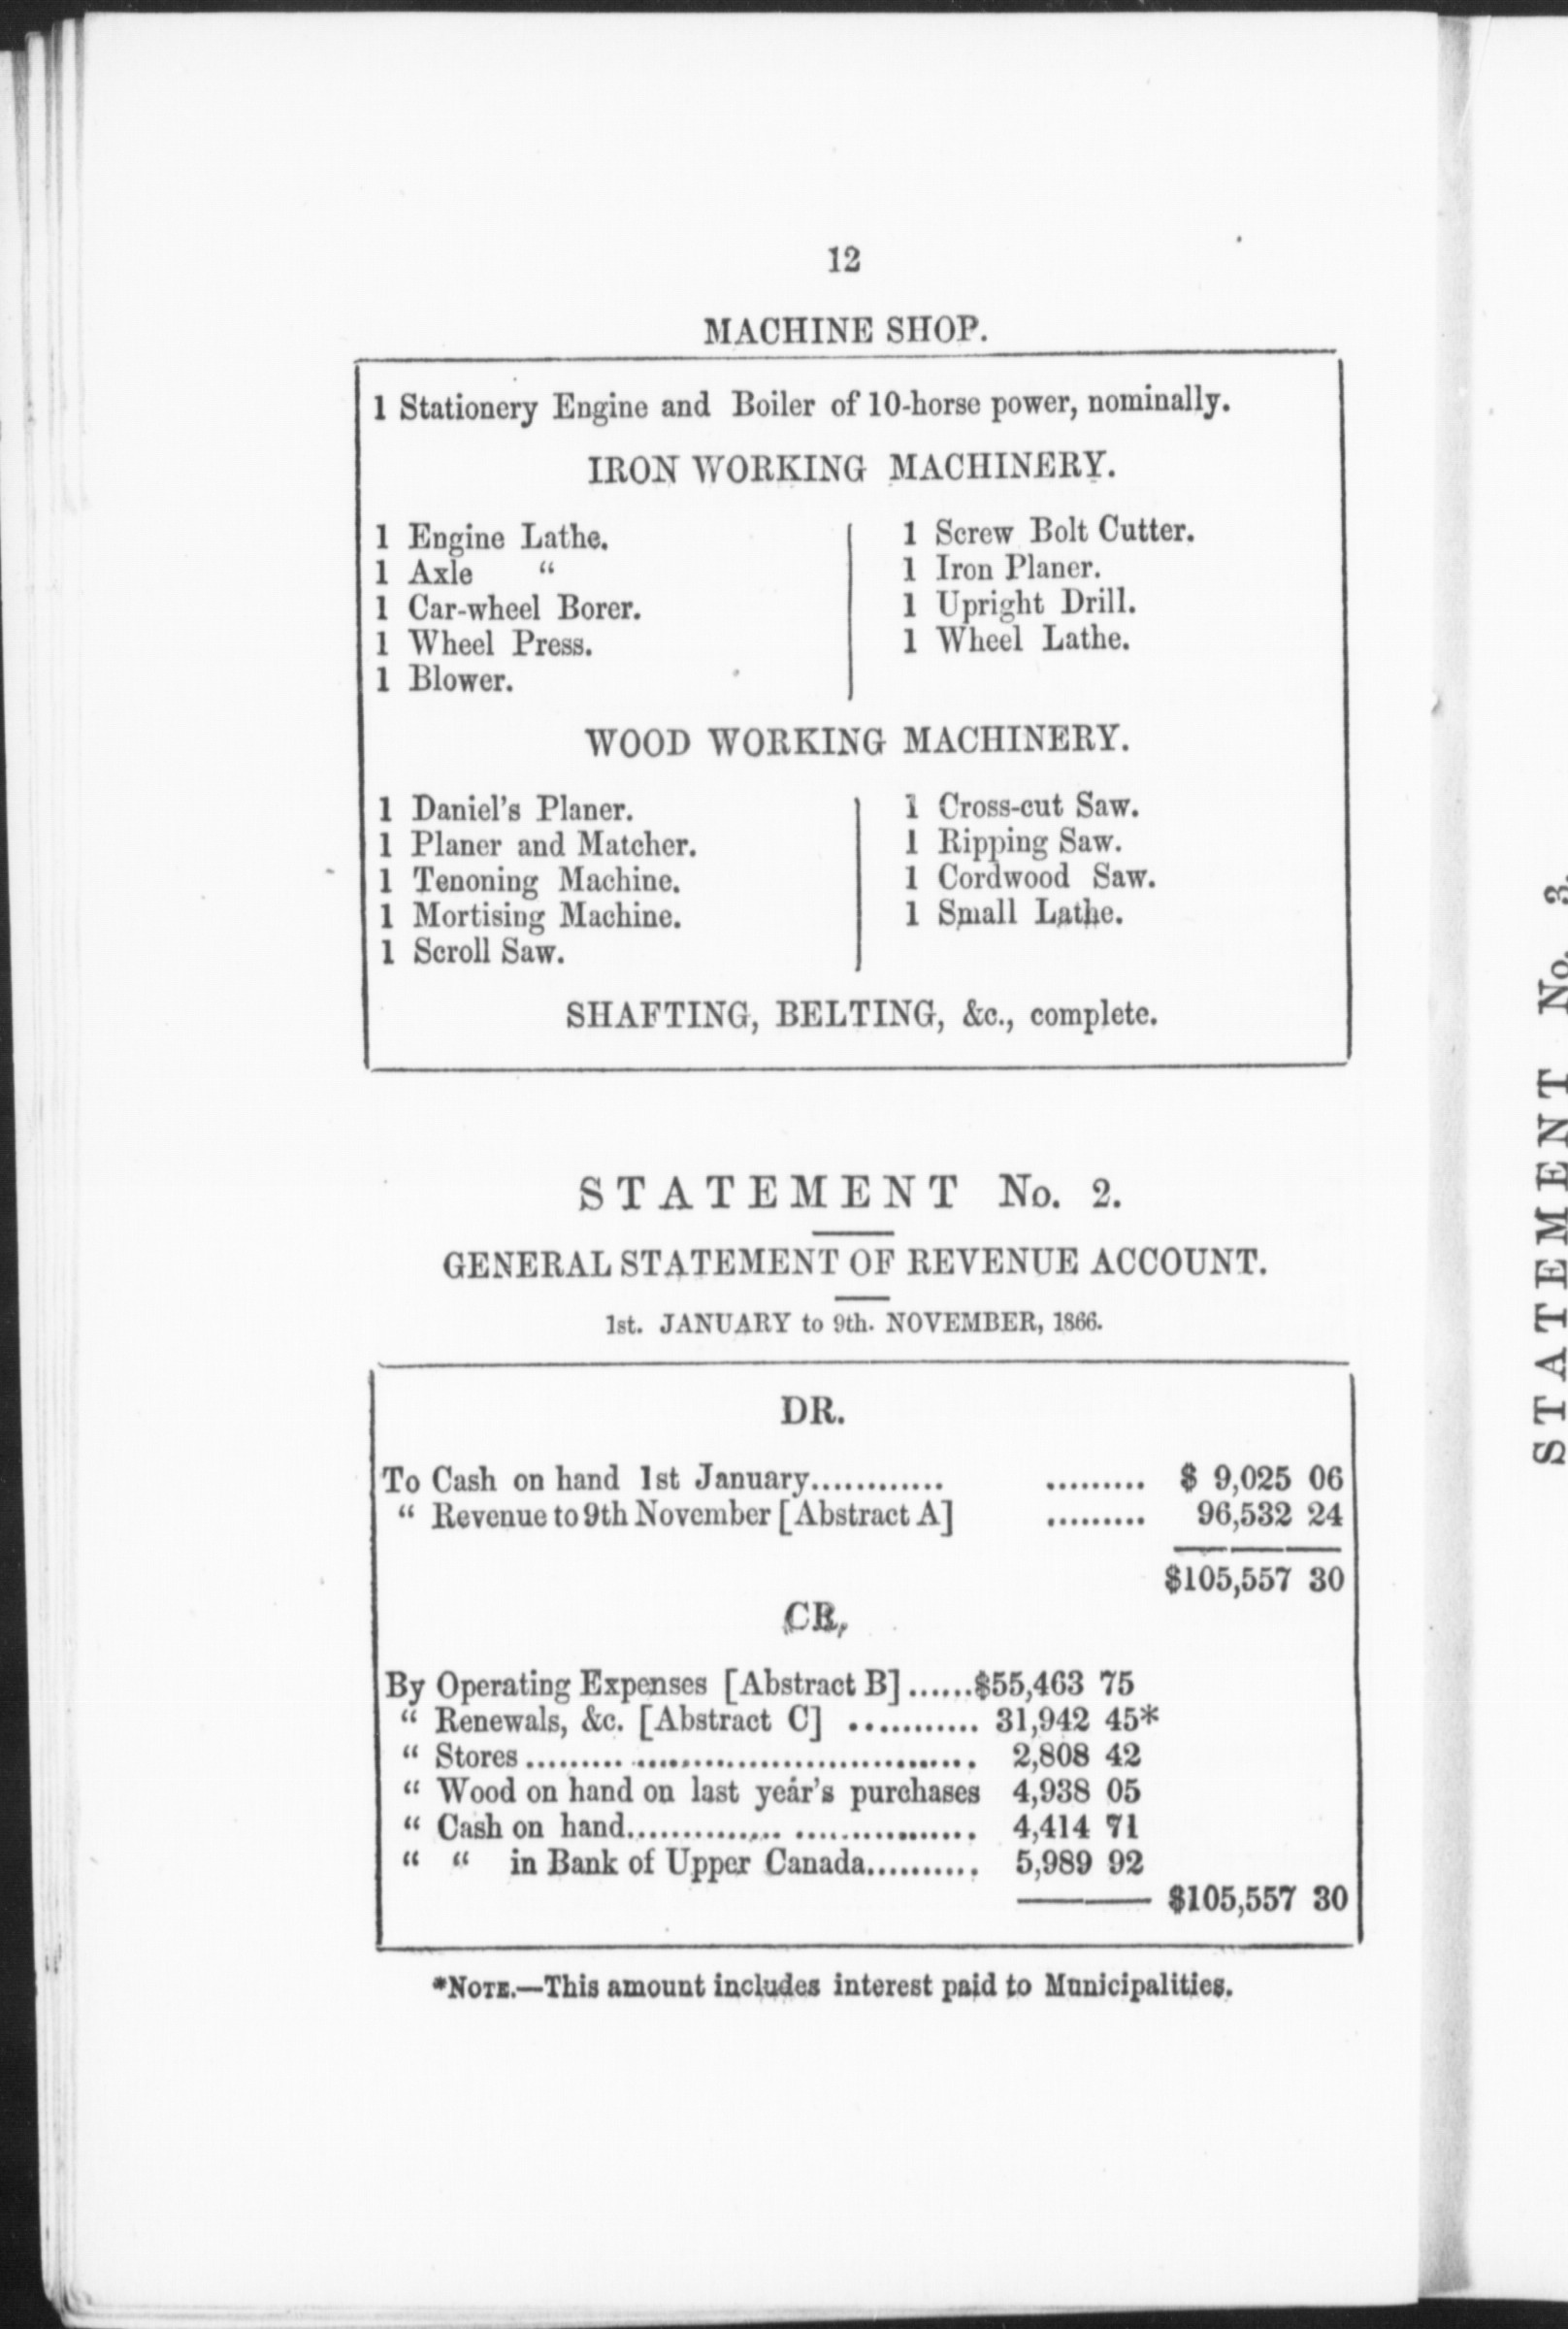 12
MACHINE SHOP.
1 Stationery Engine and Boiler of 10-horse power, nominally.
IRON WORKING MACHINERY.
1 Engine Lathe.
1 Axle “
1 Car-wheel Borer.
1 Wheel Press.
1 Blower.
1 Screw Bolt Cutter.
1 Iron Planer.
1 Upright Drill.
1 Wheel Lathe.
WOOD WORKING MACHINERY.
1 Daniel's Planer.
1 Planer and Matcher.
1 Tenoning Machine.
1 Mortising Machine.
1 Scroll Saw.
1 Cross-cut Saw.
1 Ripping Saw.
1 Cordwood Saw.
1 Small Lathe.
SHAFTING, BELTING, &c., complete.
STATEMENT No. 2.
GENERAL STATEMENT OF REVENUE ACCOUNT.
1st. JANUARY to 9th. NOVEMBER, 1866.
DR.
To Cash on hand 1st January............ ......... $ 9,025 06
“ Revenue to 9th November [Abstract A] ......... 96,532 24
$105,557 30
CR,
By Operating Expenses [Abstract B]......$55,463 75
“ Renewals, &c. [Abstract C] ........... 31,942 45*
“ Stores........................................ 2,808 42
“ Wood on hand on last year's purchases 4,938 05
“ Cash on hand.............. ................ 4,414 71
“ “ in Bank of Upper Canada.......... 5,989 92
$105,557 30
*NOTE.—This amount includes interest paid to Municipalities.
STATEMENT No. 3.